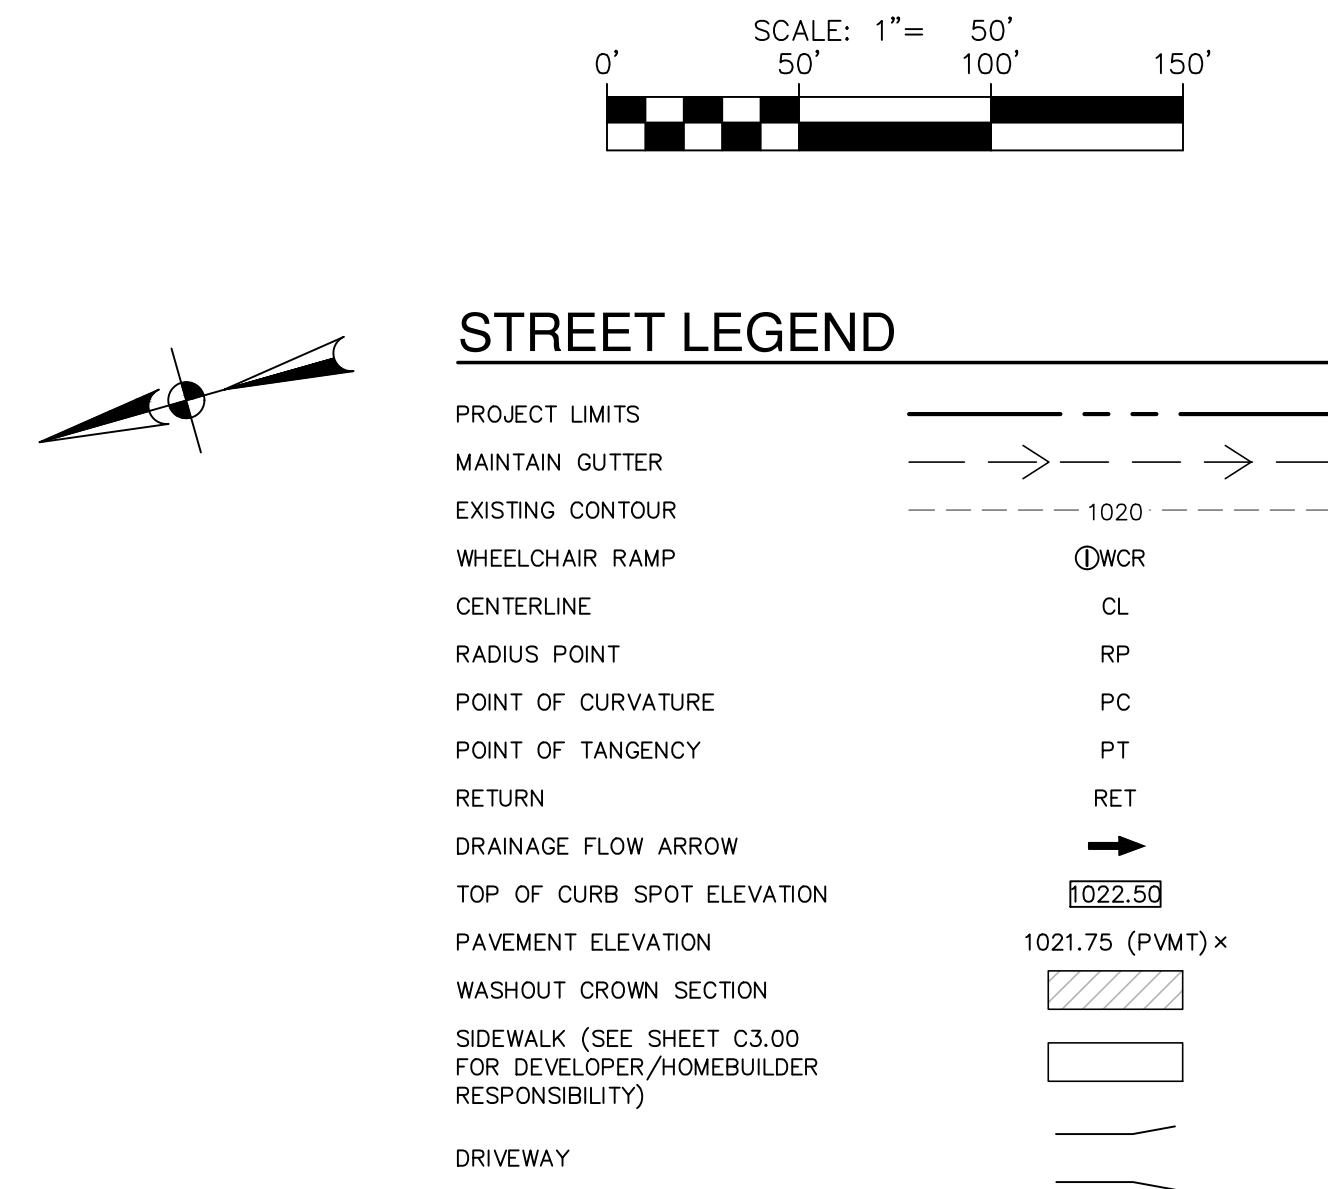 SCALE: 1"= 50'
0' 50' 100' 150'
STREET LEGEND
PROJECT LIMITS
MAINTAIN GUTTER
EXISTING CONTOUR 1020
WHEELCHAIR RAMP WCR
CENTERLINE CL
RADIUS POINT RP
POINT OF CURVATURE PC
POINT OF TANGENCY PT
RETURN RET
DRAINAGE FLOW ARROW
TOP OF CURB SPOT ELEVATION 1022.50
PAVEMENT ELEVATION 1021.75 (PVMT) ×
WASHOUT CROWN SECTION
SIDEWALK (SEE SHEET C3.00
FOR DEVELOPER/HOMEBUILDER
RESPONSIBILITY)
DRIVEWAY